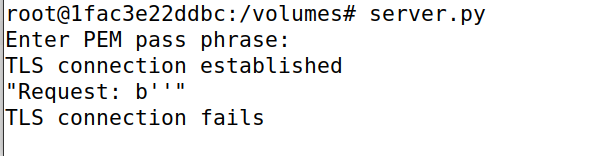 root@1fac3e22ddbc:/volumes# server.py
Enter PEM pass phrase:
TLS connection established
"Request: b''"
TLS connection fails